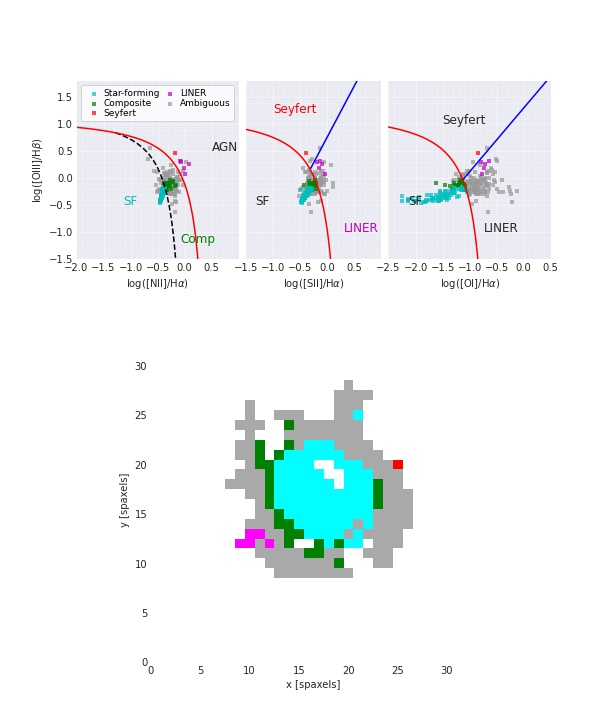 Star-forming
Composite
Seyfert
LINER
Ambiguous
AGN
SF
Comp
Seyfert
SF
LINER
Seyfert
SF
LINER
1.5
1.0
0.5
0.0
−0.5
−1.0
−1.5
log([OIII]/Hβ)
−2.0 −1.5 −1.0 −0.5 0.0 0.5
−1.5 −1.0 −0.5 0.0 0.5
−2.5 −2.0 −1.5 −1.0 −0.5 0.0 0.5
log([NII]/Hα)
log([SII]/Hα)
log([OI]/Hα)
30
25
20
15
10
5
0
y [spaxels]
0 5 10 15 20 25 30
x [spaxels]